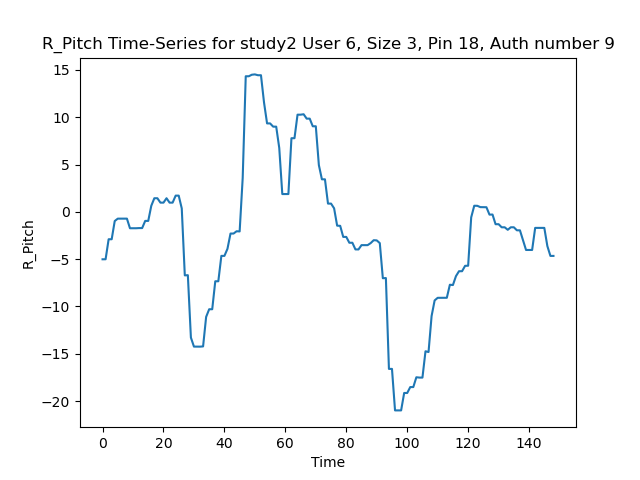 R_Pitch Time-Series for study2 User 6, Size 3, Pin 18, Auth number 9
15
10
5
0
−5
−10
−15
−20
R_Pitch
0 20 40 60 80 100 120 140
Time